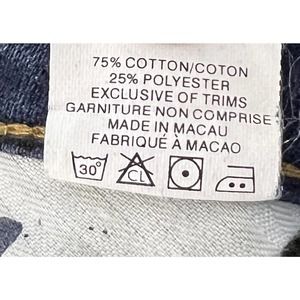 75% COTTON/COTON
25% POLYESTER
EXCLUSIVE OF TRIMS
GARNITURE NON COMPRISE
MADE IN MACAU
FABRIQUÉ À MACAO
30° CL